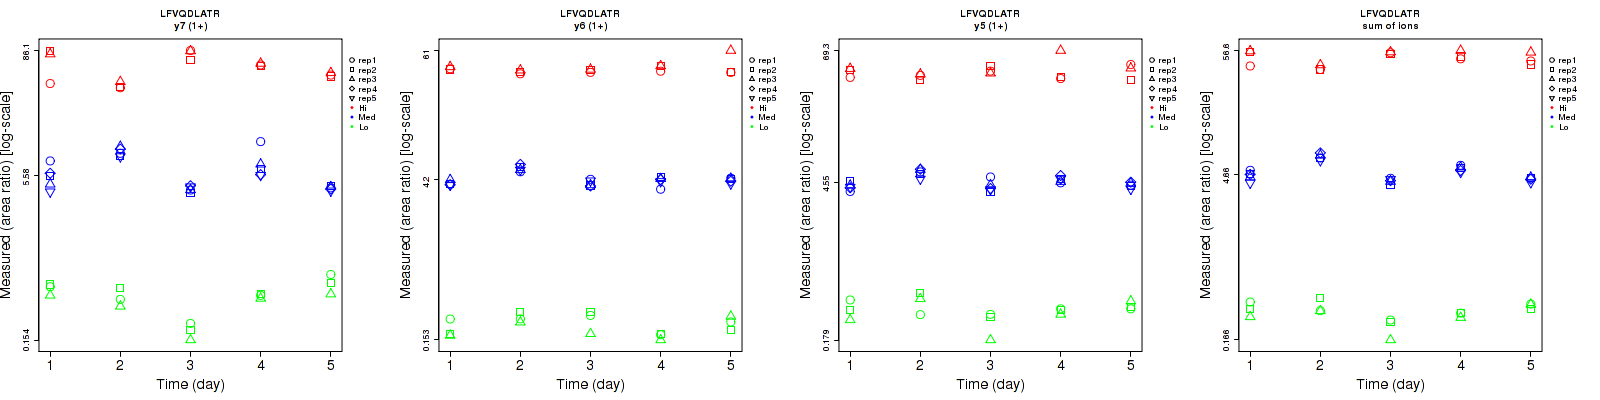 LFVQDLATR
y7 (1+)
Measured (area ratio) [log-scale]
86.1
5.58
0.154
1 2 3 4 5
Time (day)
rep1
rep2
rep3
rep4
rep5
Hi
Med
Lo
LFVQDLATR
y6 (1+)
Measured (area ratio) [log-scale]
61
4.2
0.153
1 2 3 4 5
Time (day)
rep1
rep2
rep3
rep4
rep5
Hi
Med
Lo
LFVQDLATR
y5 (1+)
Measured (area ratio) [log-scale]
69.3
4.55
0.179
1 2 3 4 5
Time (day)
rep1
rep2
rep3
rep4
rep5
Hi
Med
Lo
LFVQDLATR
sum of ions
Measured (area ratio) [log-scale]
4.86
0.166
1 2 3 4 5
Time (day)
rep1
rep2
rep3
rep4
rep5
Hi
Med
Lo